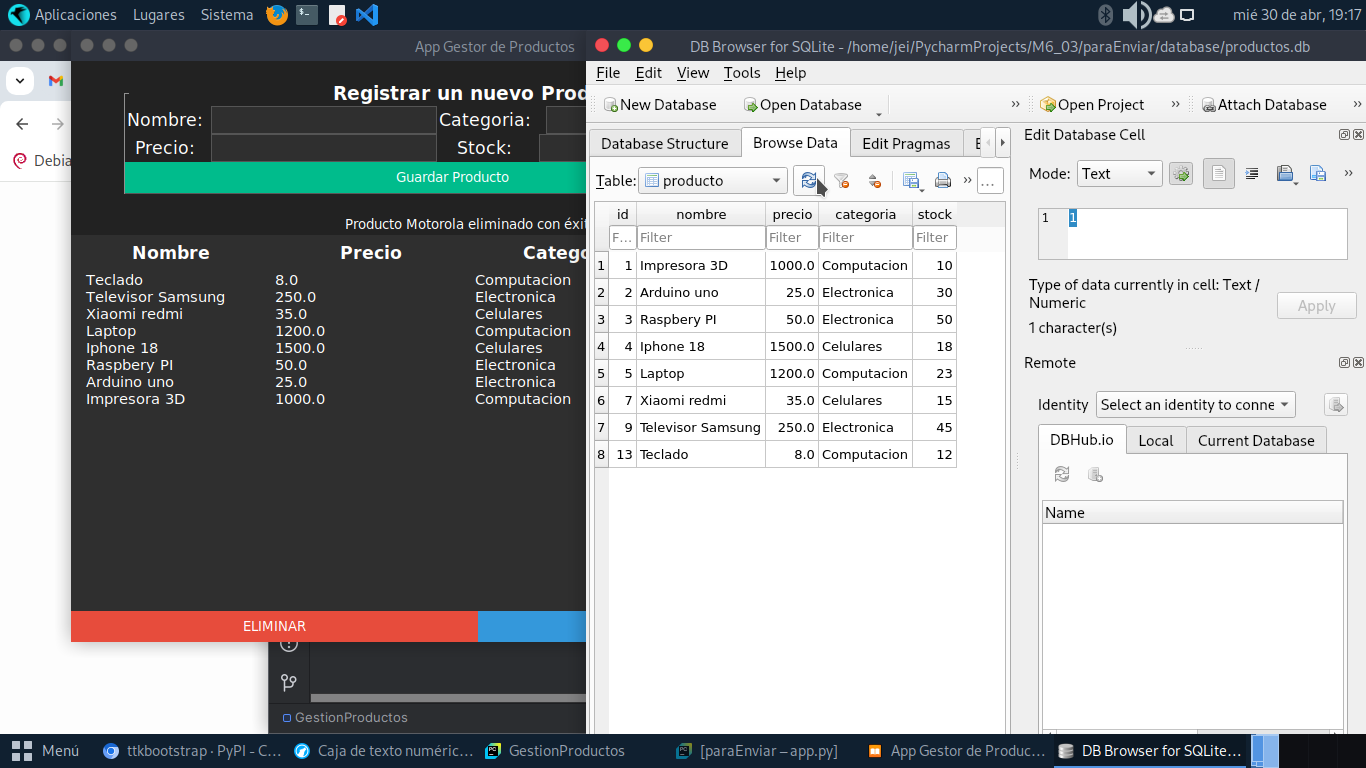 Aplicaciones Lugares Sistema mié 30 de abr, 19:17
App Gestor de Productos
DB Browser for SQLite - /home/jei/PycharmProjects/M6_03/paraEnviar/database/productos.db
Debia
Registrar un nuevo Prod
Nombre: Categoria:
Precio: Stock:
Guardar Producto
Producto Motorola eliminado con éxit
Nombre Precio Catego
Teclado 8.0 Computacion
Televisor Samsung 250.0 Electronica
Xiaomi redmi 35.0 Celulares
Laptop 1200.0 Computacion
Iphone 18 1500.0 Celulares
Raspbery PI 50.0 Electronica
Arduino uno 25.0 Electronica
Impresora 3D 1000.0 Computacion
ELIMINAR
GestionProductos
File Edit View Tools Help
New Database Open Database » Open Project » Attach Database »
Database Structure Browse Data Edit Pragmas E
Table: producto » ...
id nombre precio categoria stock
F... Filter Filter Filter Filter
1 1 Impresora 3D 1000.0 Computacion 10
2 2 Arduino uno 25.0 Electronica 30
3 3 Raspbery PI 50.0 Electronica 50
4 4 Iphone 18 1500.0 Celulares 18
5 5 Laptop 1200.0 Computacion 23
6 7 Xiaomi redmi 35.0 Celulares 15
7 9 Televisor Samsung 250.0 Electronica 45
8 13 Teclado 8.0 Computacion 12
Edit Database Cell
Mode: Text »
1 1
Type of data currently in cell: Text /
Numeric
1 character(s)
Apply
Remote
Identity Select an identity to conne
DBHub.io Local Current Database
Name
Menú ttkbootstrap · PyPI - C... Caja de texto numéric... GestionProductos [paraEnviar – app.py] App Gestor de Produc... DB Browser for SQLite...